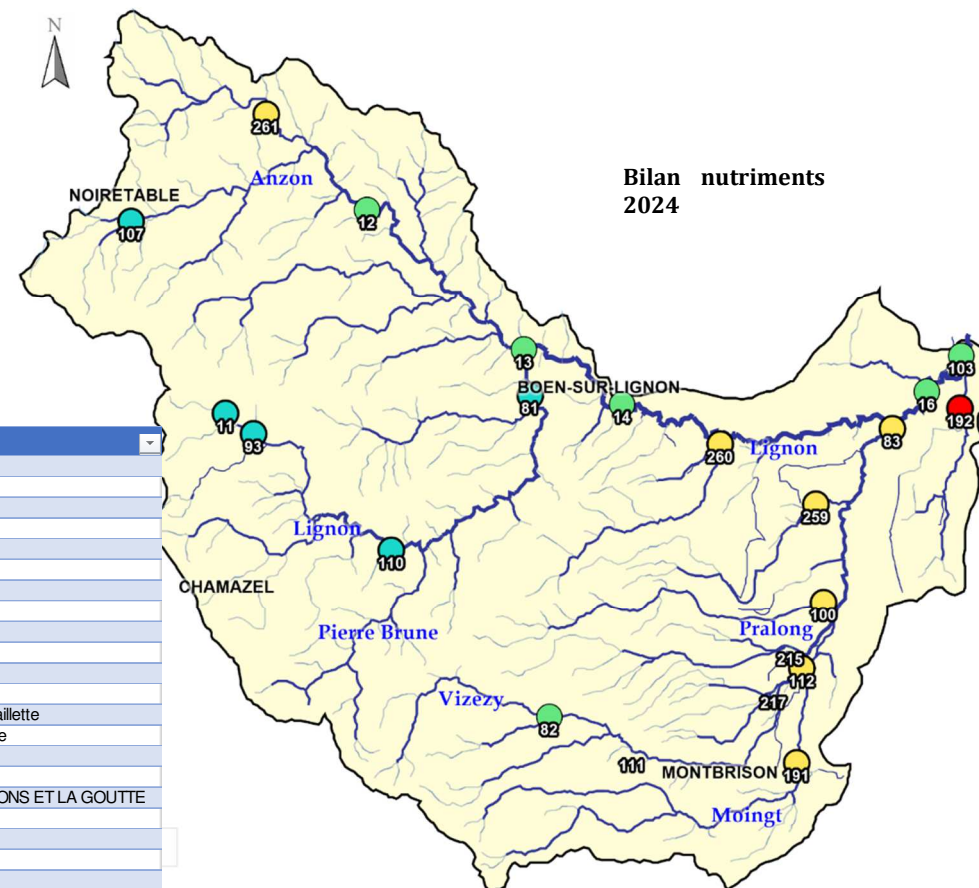 N
Bilan nutriments
2024
261
Anzon
NOIRETABLE
107
12
13
BOEN-SUR-LIGNON
81
14
103
16
192
83
11
93
260
Lignon
259
Lignon
110
CHAMAZEL
100
Pierre Brune
Pralong
215
112
Vizezy
217
82
111
MONTBRISON
191
Moingt
aillette
e
ONS ET LA GOUTTE